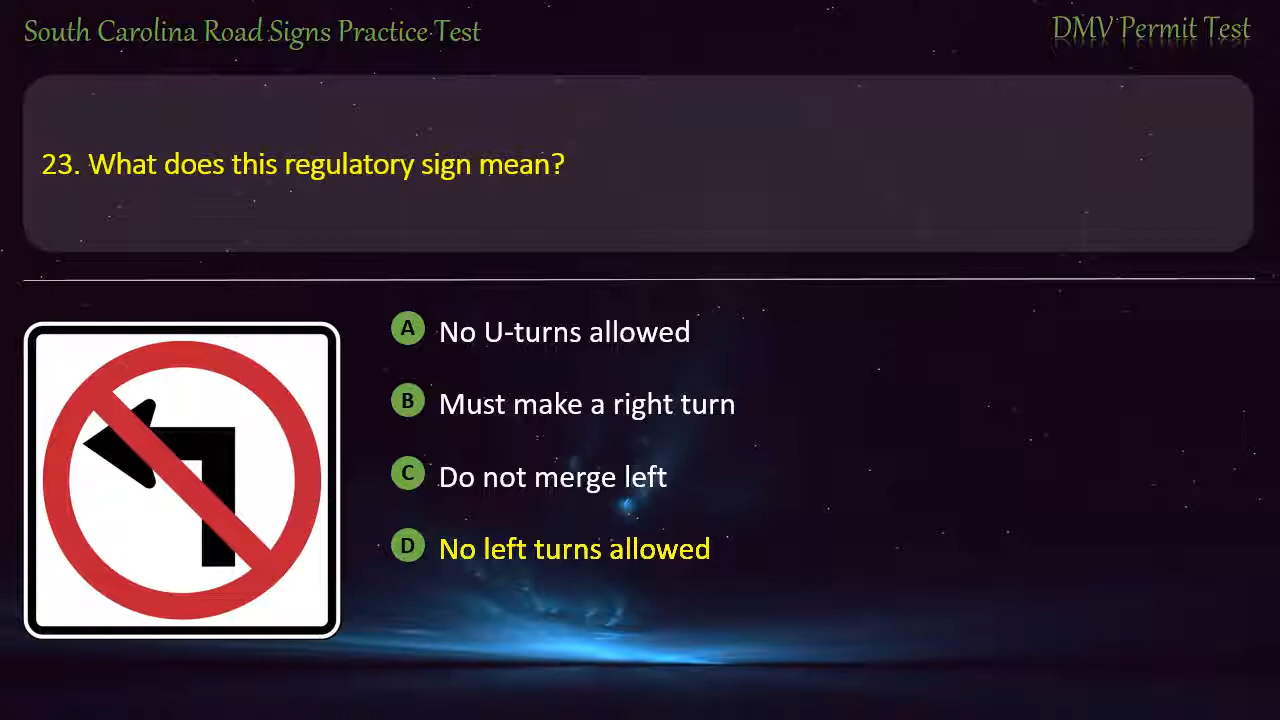 South Carolina Road Signs Practice Test
DMV Permit Test
23. What does this regulatory sign mean?
A No U-turns allowed
B Must make a right turn
C Do not merge left
D No left turns allowed